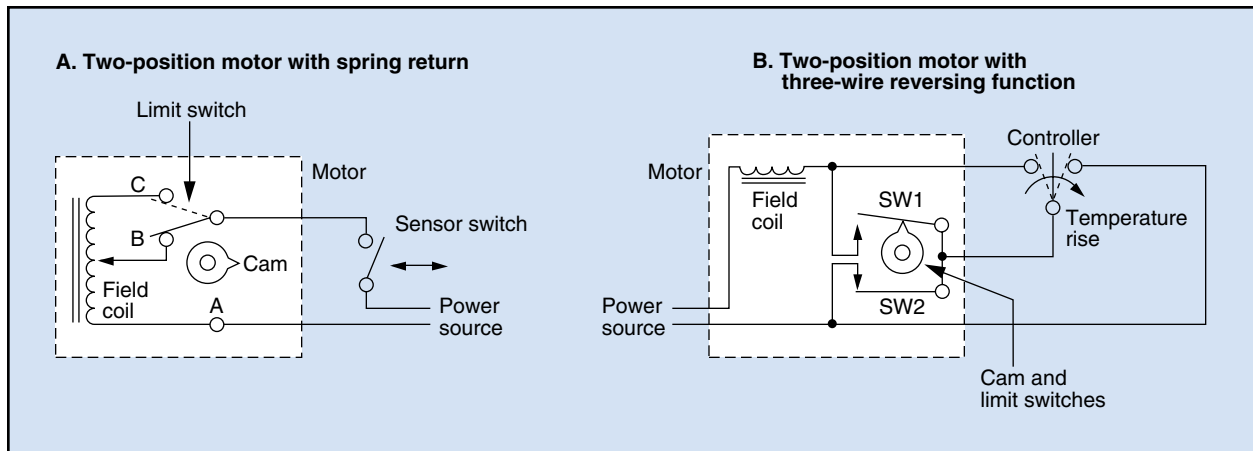 A. Two-position motor with spring return
Limit switch
Motor
C
B
Cam
Field
coil
A
Sensor switch
Power
source
B. Two-position motor with
three-wire reversing function
Controller
Motor
Field
coil
SW1
Temperature
rise
SW2
Power
source
Cam and
limit switches